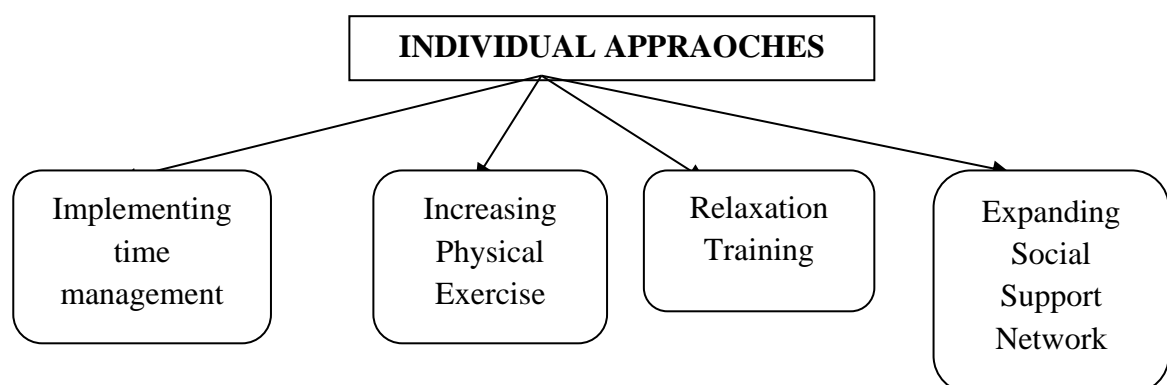 INDIVIDUAL APPRAOCHES
Implementing
time
management
Increasing
Physical
Exercise
Relaxation
Training
Expanding
Social
Support
Network